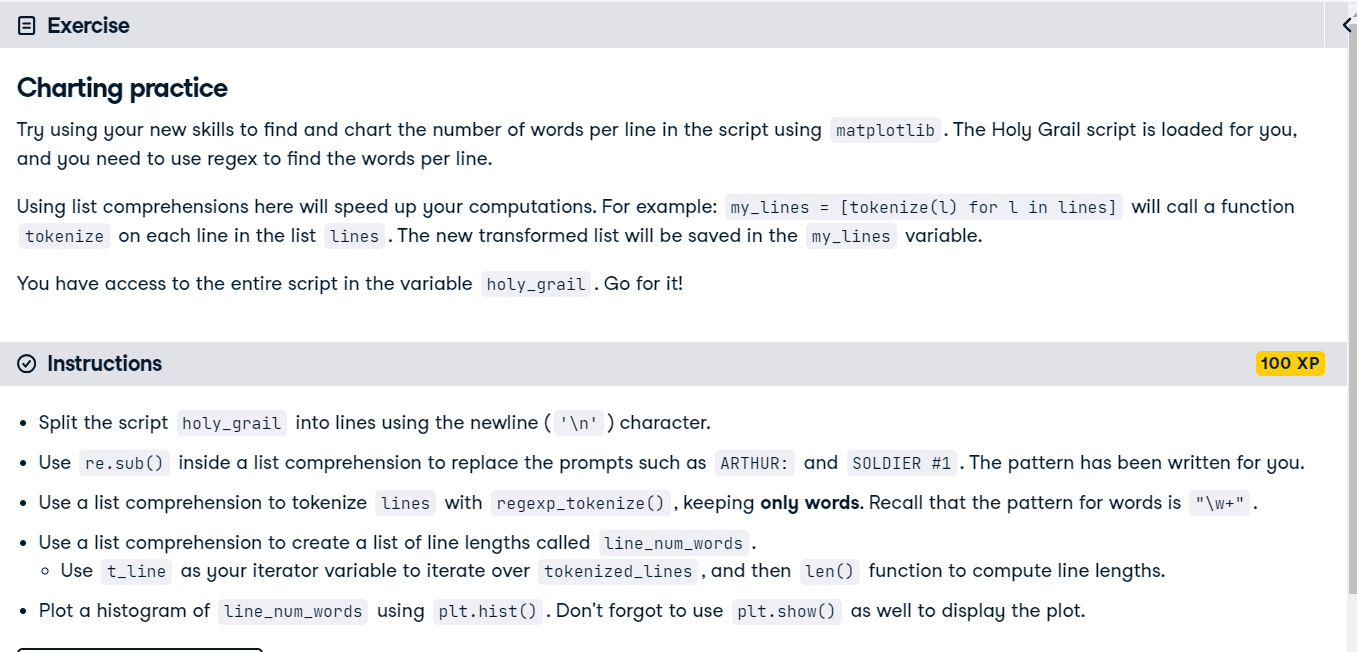 Exercise
Charting practice
Try using your new skills to find and chart the number of words per line in the script using matplotlib . The Holy Grail script is loaded for you,
and you need to use regex to find the words per line.
Using list comprehensions here will speed up your computations. For example: my_lines = [tokenize(l) for l in lines] will call a function
tokenize on each line in the list lines . The new transformed list will be saved in the my_lines variable.
You have access to the entire script in the variable holy_grail . Go for it!
Instructions
100 XP
• Split the script holy_grail into lines using the newline ( '\n' ) character.
• Use re.sub() inside a list comprehension to replace the prompts such as ARTHUR: and SOLDIER #1 . The pattern has been written for you.
• Use a list comprehension to tokenize lines with regexp_tokenize() , keeping only words. Recall that the pattern for words is "\w+" .
• Use a list comprehension to create a list of line lengths called line_num_words .
◦ Use t_line as your iterator variable to iterate over tokenized_lines , and then len() function to compute line lengths.
• Plot a histogram of line_num_words using plt.hist() . Don't forgot to use plt.show() as well to display the plot.